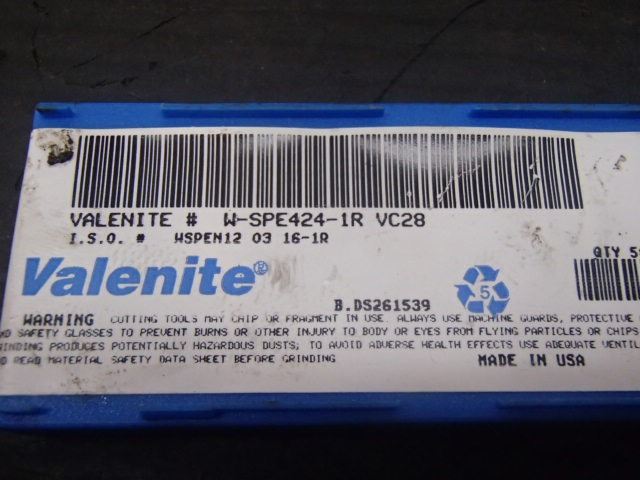 VALENITE # W-SPE424-1R VC28
I.S.O. # WSPEN12 03 16-1R
QTY 5
Valenite®
B.DS261539
5
WARNING CUTTING TOOLS MAY CHIP OR FRAGMENT IN USE. ALWAYS USE MACHINE GUARDS, PROTECTIVE
SAFETY GLASSES TO PREVENT BURNS OR OTHER INJURY TO BODY OR EYES FROM FLYING PARTICLES OR CHIPS
PRODUCES POTENTIALLY HAZARDOUS DUSTS; TO AVOID ADVERSE HEALTH EFFECTS USE ADEQUATE
READ MATERIAL SAFETY DATA SHEET BEFORE GRINDING
MADE IN USA